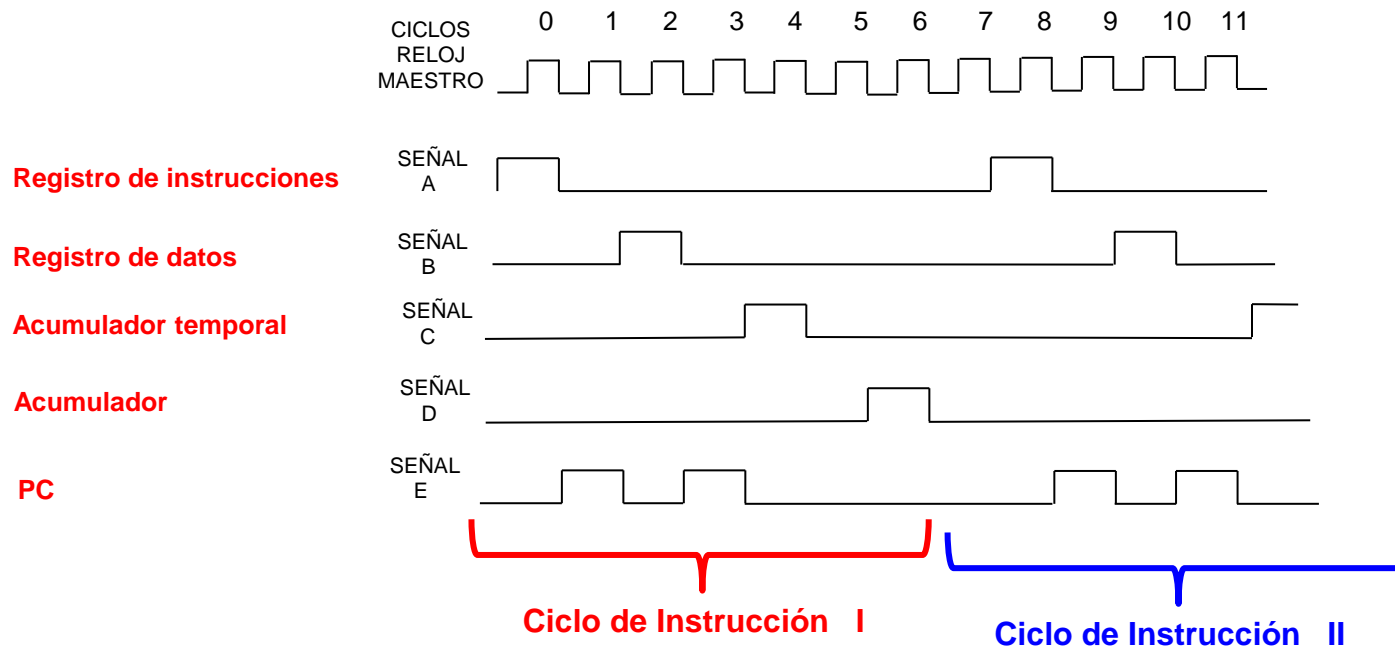 CICLOS
RELOJ
MAESTRO
0 1 2 3 4 5 6 7 8 9 10 11
Registro de instrucciones
SEÑAL
A
Registro de datos
SEÑAL
B
Acumulador temporal
SEÑAL
C
Acumulador
SEÑAL
D
PC
SEÑAL
E
Ciclo de Instrucción I
Ciclo de Instrucción II